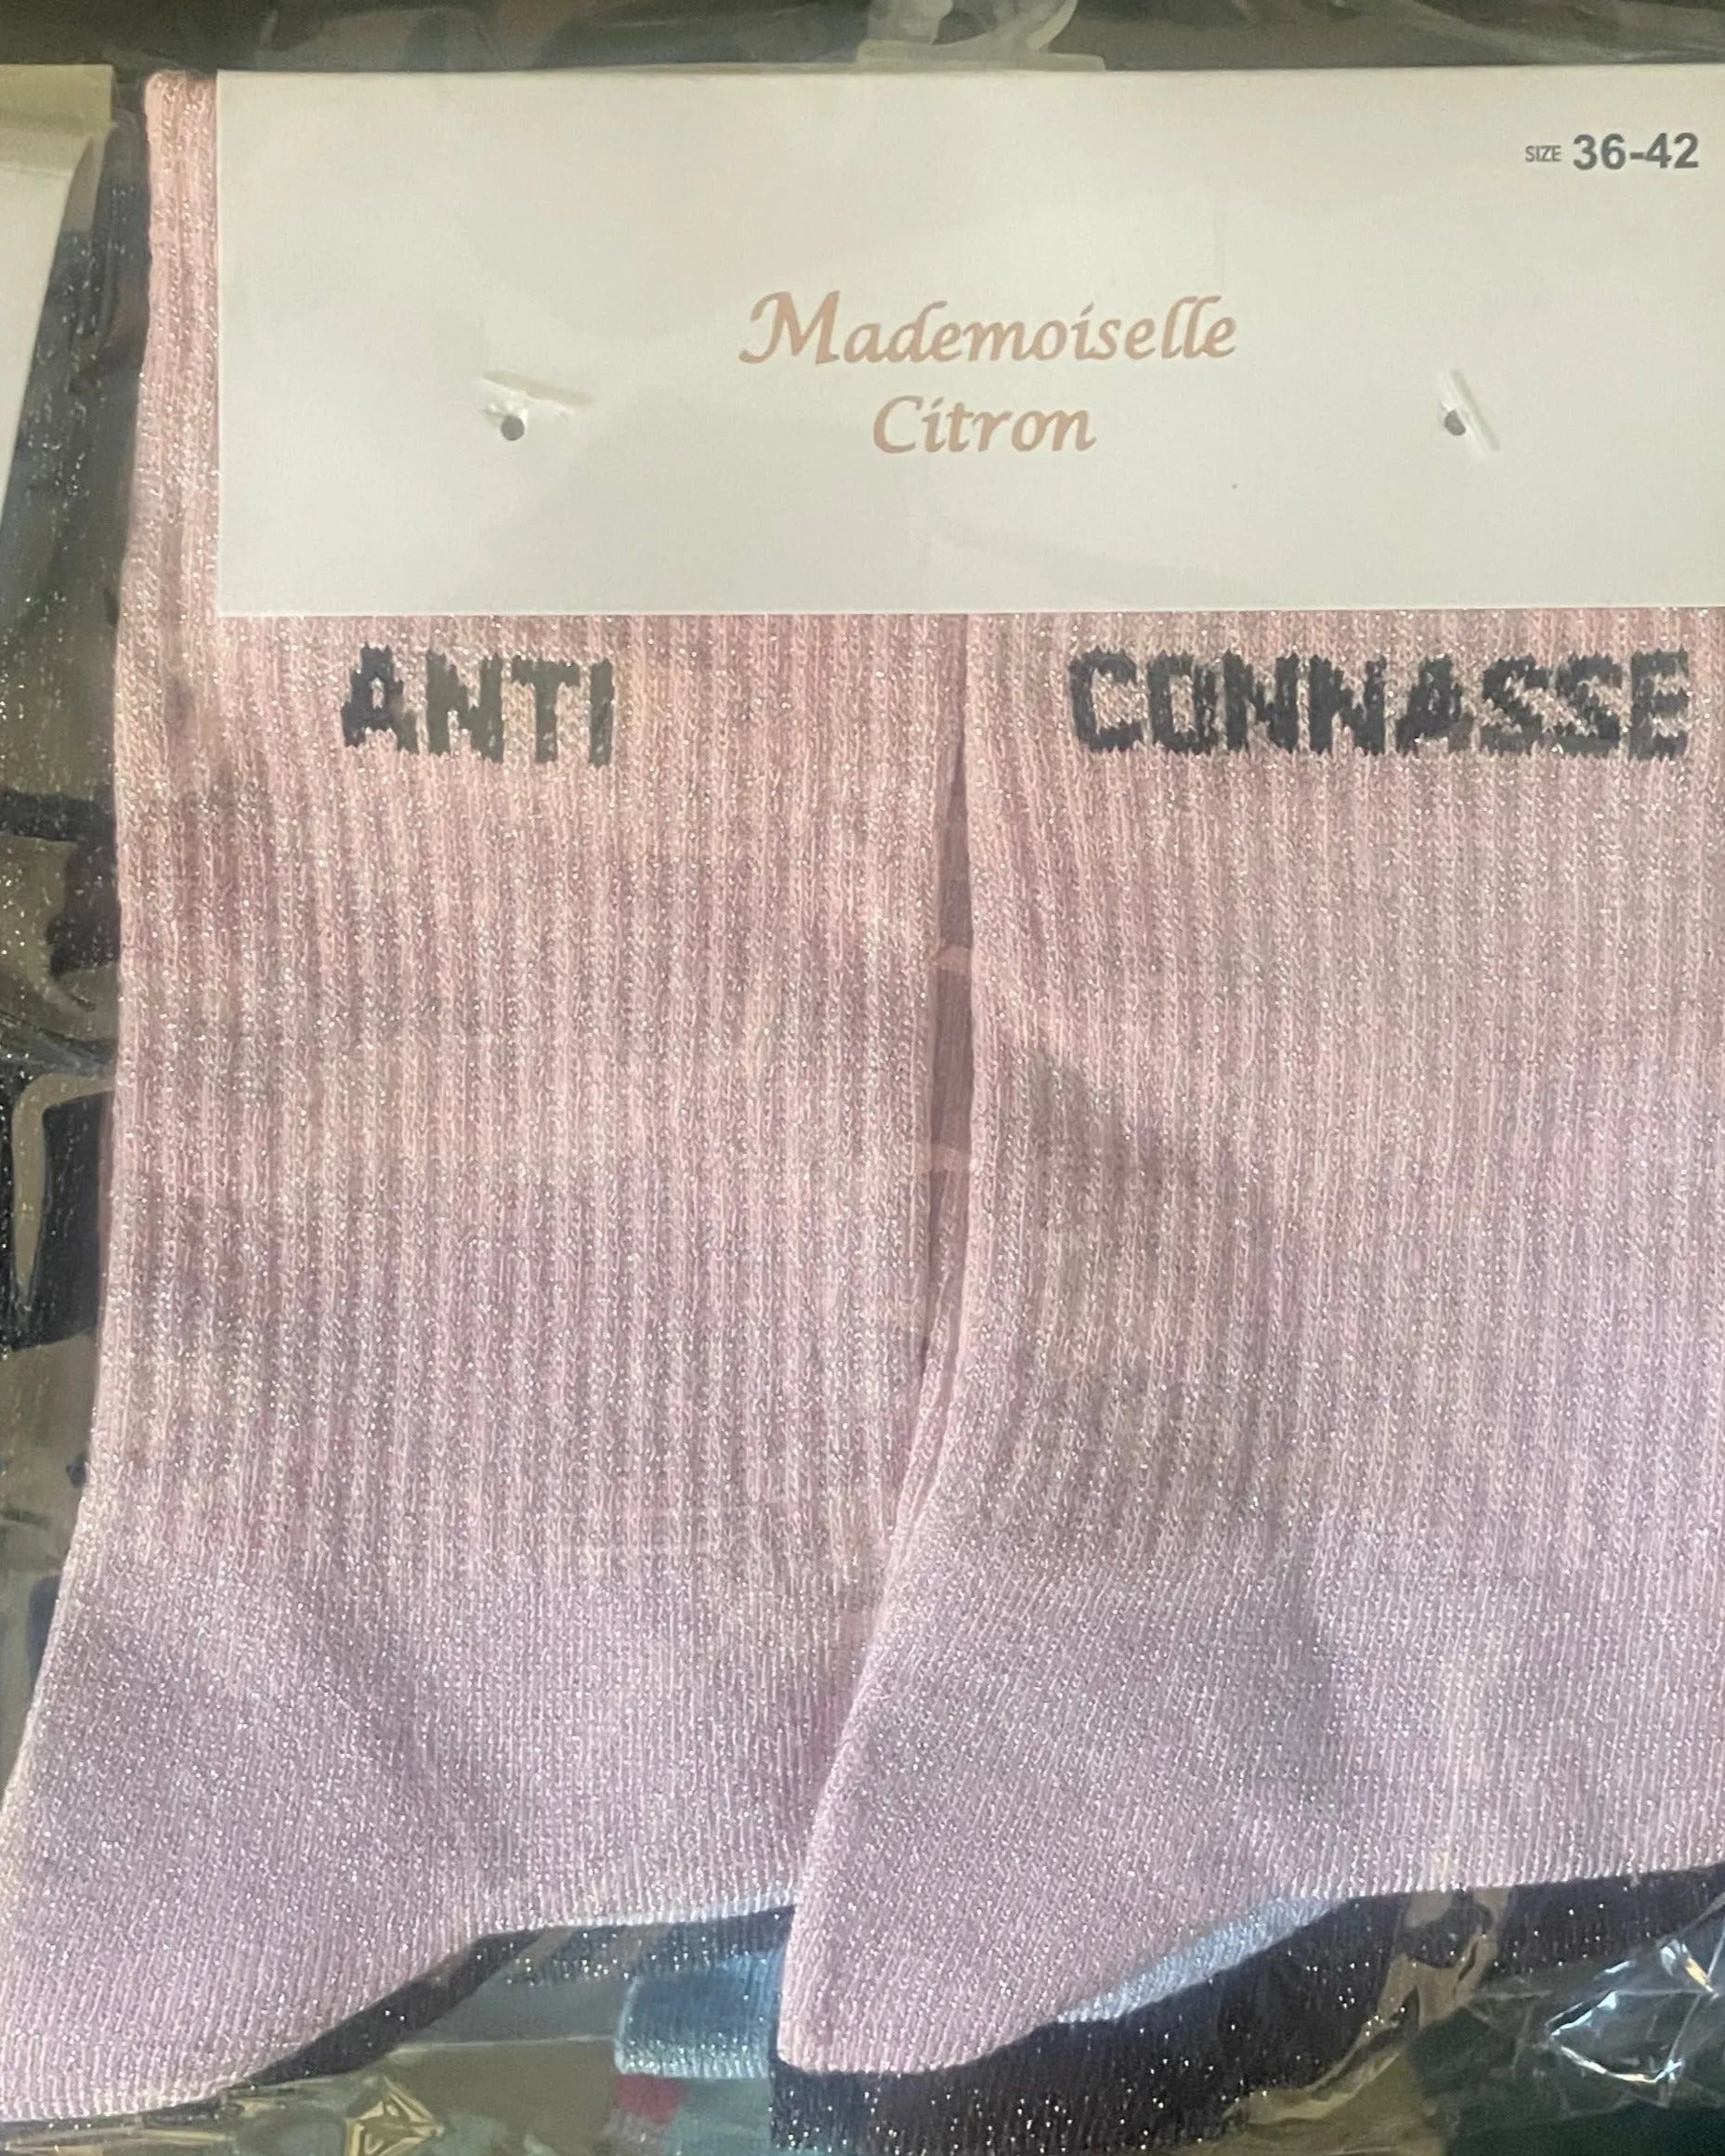 SIZE 36-42
Mademoiselle
Citron
ANTI CONNASSE